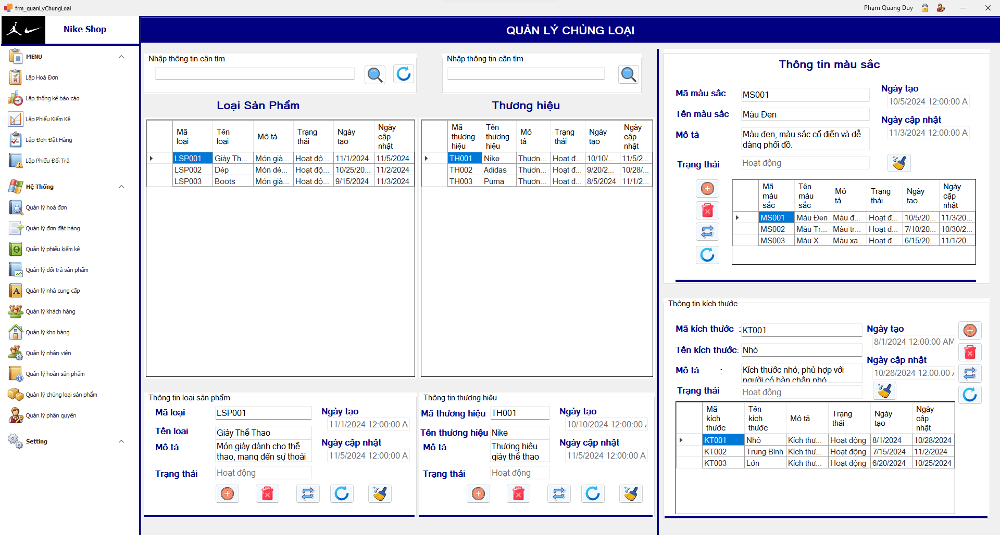 frm_quanLyChungLoai
Phạm Quang Duy
Nike Shop
QUẢN LÝ CHỦNG LOẠI
MENU
Lập Hoá Đơn
Lập thống kê báo cáo
Lập Phiếu Kiểm Kê
Lập Đơn Đặt Hàng
Lập Phiếu Đổi Trả
Hệ Thống
Quản lý hoá đơn
Quản lý đơn đặt hàng
Quản lý phiếu kiểm kê
Quản lý đổi trả sản phẩm
Quản lý nhà cung cấp
Quản lý khách hàng
Quản lý kho hàng
Quản lý nhân viên
Quản lý hoàn sản phẩm
Quản lý chủng loại sản phẩm
Quản lý phân quyền
Setting
Nhập thông tin cần tìm
Loại Sản Phẩm
Mã loại Tên loại Mô tả Trạng thái Ngày tạo Ngày cập nhật
LSP001 Giày Th... Món già... Hoạt độ... 11/1/2024 11/5/2024
LSP002 Dép Món dé... Hoạt độ... 10/25/20... 11/2/2024
LSP003 Boots Món già... Hoạt độ... 9/15/2024 11/3/2024
Nhập thông tin cần tìm
Thương hiệu
Mã thương hiệu Tên thương hiệu Mô tả Trạng thái Ngày tạo Ngày cập nhật
TH001 Nike Thươn... Hoạt đ... 10/10/... 11/5/2...
TH002 Adidas Thươn... Hoạt đ... 9/20/2... 10/28/...
TH003 Puma Thươn... Hoạt đ... 8/5/2024 11/1/2...
Thông tin loại sản phẩm
Mã loại LSP001
Tên loại Giày Thể Thao
Mô tả Món giày dành cho thể
thao, mang đến sự thoải
Trạng thái Hoạt động
Ngày tạo
11/1/2024 12:00:00 A
Ngày cập nhật
11/5/2024 12:00:00 A
Thông tin thương hiệu
Mã thương hiệu TH001
Tên thương hiệu Nike
Mô tả Thương hiệu
giày thể thao
Trạng thái Hoạt động
Ngày tạo
10/10/2024 12:00:00
Ngày cập nhật
11/5/2024 12:00:00 A
Thông tin màu sắc
Mã màu sắc MS001
Tên màu sắc Màu Đen
Mô tả Màu đen, màu sắc cổ điển và dễ
dàng phối đồ.
Trạng thái Hoạt động
Ngày tạo
10/5/2024 12:00:00 A
Ngày cập nhật
11/3/2024 12:00:00 A
Mã màu sắc Tên màu sắc Mô tả Trạng thái Ngày tạo Ngày cập nhật
MS001 Màu Đen Màu đ... Hoạt đ... 10/5/20... 11/3/20...
MS002 Màu Tr... Màu tr... Hoạt đ... 7/10/20... 10/30/2...
MS003 Màu X... Màu xa... Hoạt đ... 6/15/20... 11/1/20...
Thông tin kích thước
Mã kích thước : KT001
Tên kích thước: Nhỏ
Mô tả : Kích thước nhỏ, phù hợp với
người có bàn chân nhỏ
Trạng thái Hoạt động
Ngày tạo
8/1/2024 12:00:00 AM
Ngày cập nhật
10/28/2024 12:00:00
Mã kích thước Tên kích thước Mô tả Trạng thái Ngày tạo Ngày cập nhật
KT001 Nhỏ Kích thư... Hoạt động 8/1/2024 10/28/2024
KT002 Trung Bình Kích thư... Hoạt động 7/15/2024 11/2/2024
KT003 Lớn Kích thư... Hoạt động 6/20/2024 10/25/2024